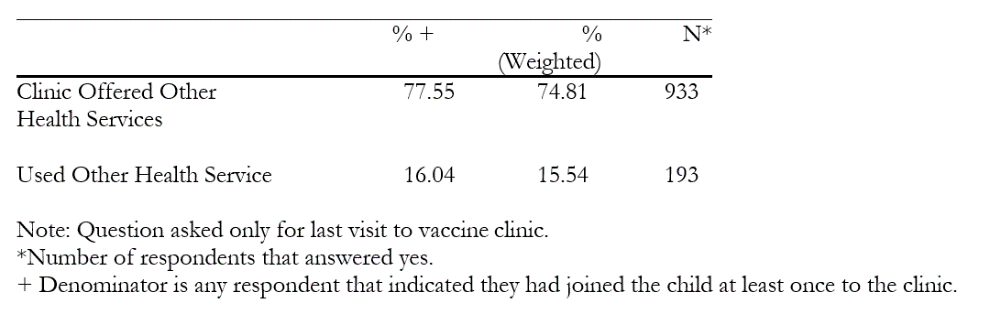 % + % N*
(Weighted)
Clinic Offered Other 77.55 74.81 933
Health Services
Used Other Health Service 16.04 15.54 193
Note: Question asked only for last visit to vaccine clinic.
*Number of respondents that answered yes.
+ Denominator is any respondent that indicated they had joined the child at least once to the clinic.